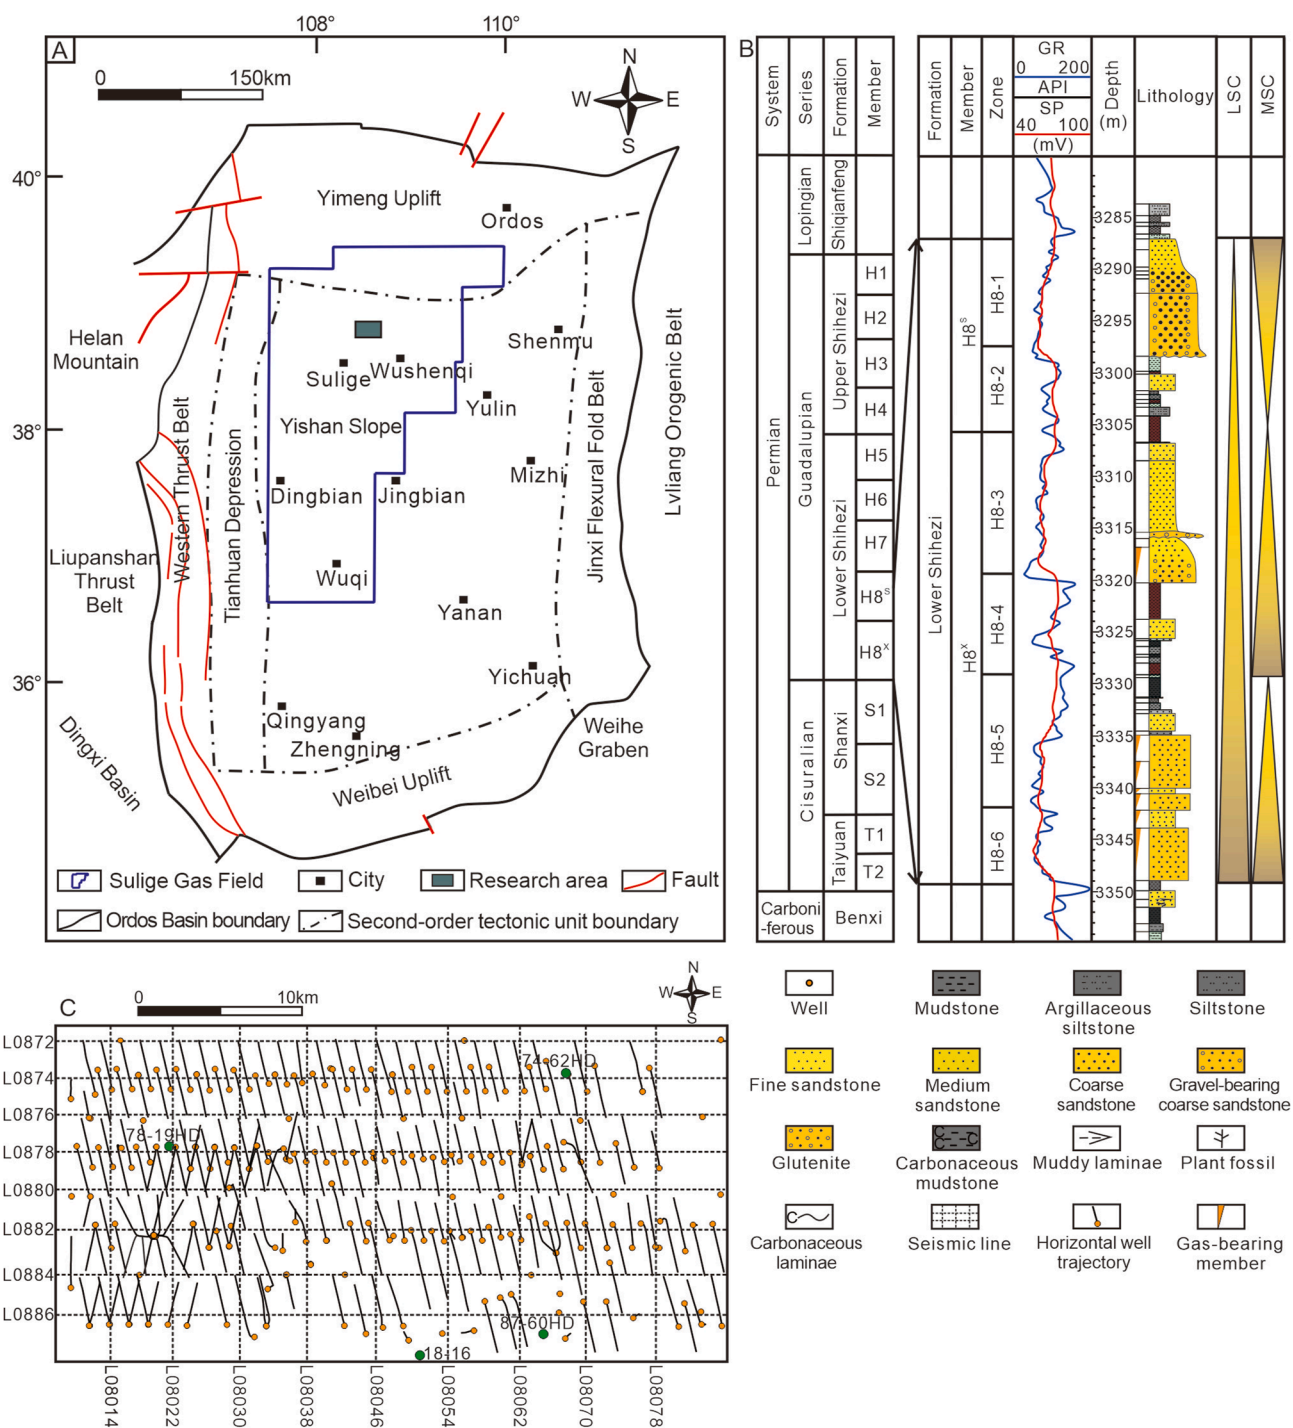 108°
110°
A
0
150km
N
W
E
S
40°
38°
36°
Yimeng Uplift
Ordos
Helan
Mountain
Shenmu
Sulige
Wushenqi
Yulin
Yishan Slope
Mizhi
Dingbian
Jingbian
Western Thrust Belt
Tianhuan Depression
Jinxi Flexural Fold Belt
Lvliang Orogenic Belt
Liupanshan
Thrust
Belt
Wuqi
Yanan
Yichuan
Qingyang
Zhengning
Weihe
Graben
Dingxi Basin
Weibei Uplift
Sulige Gas Field
City
Research area
Fault
Ordos Basin boundary
Second-order tectonic unit boundary
B
System
Series
Formation
Member
Permian
Lopingian
Guadalupian
Cisuralian
Shiqianfeng
Upper Shihezi
Lower Shihezi
Shanxi
Taiyuan
H1
H2
H3
H4
H5
H6
H7
H8ˢ
H8ˣ
S1
S2
T1
T2
Carboni
-ferous
Benxi
Formation
Member
Zone
GR
0 200
API
SP
40 100
(mV)
Depth
(m)
Lithology
LSC
MSC
Lower Shihezi
H8ˢ
H8ˣ
H8-1
H8-2
H8-3
H8-4
H8-5
H8-6
3285
3290
3295
3300
3305
3310
3315
3320
3325
3330
3335
3340
3345
3350
C
0
10km
N
W
E
S
L0872
L0874
L0876
L0878
L0880
L0882
L0884
L0886
74-62HD
78-19HD
87-60HD
18-16
L08014
L08022
L08030
L08038
L08046
L08054
L08062
L08070
L08078
Well
Mudstone
Argillaceous
siltstone
Siltstone
Fine sandstone
Medium
sandstone
Coarse
sandstone
Gravel-bearing
coarse sandstone
Glutenite
C
C
C
Carbonaceous
mudstone
Muddy laminae
Plant fossil
C
Carbonaceous
laminae
Seismic line
Horizontal well
trajectory
Gas-bearing
member